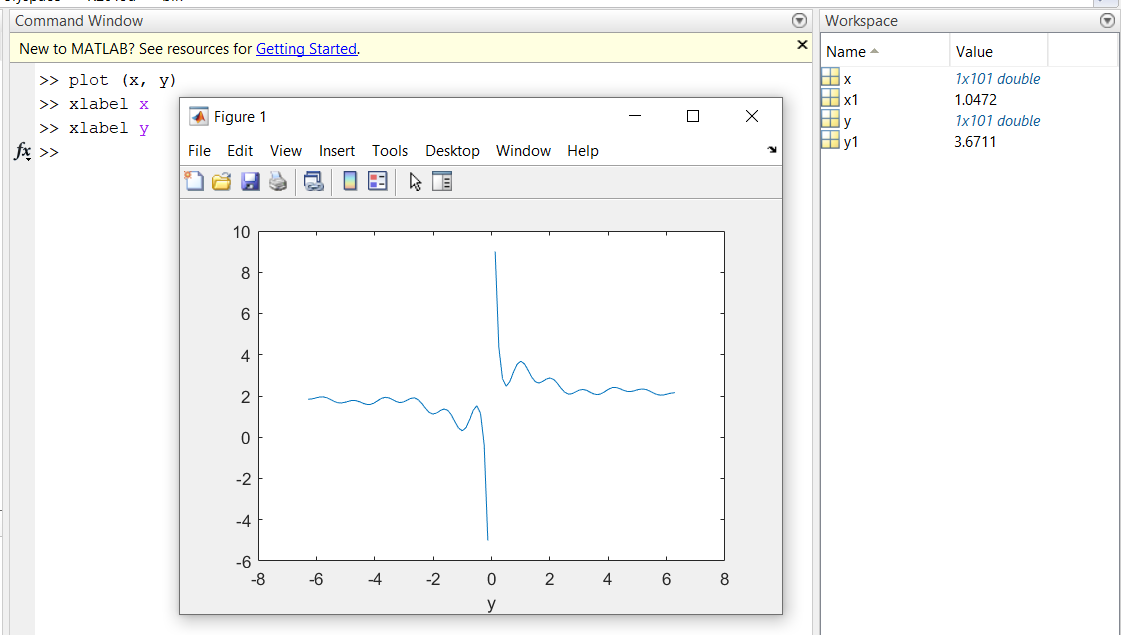 Command Window
New to MATLAB? See resources for Getting Started.
>> plot (x, y)
>> xlabel x
>> xlabel y
fx >>
Figure 1
File Edit View Insert Tools Desktop Window Help
10
8
6
4
2
0
-2
-4
-6
-8 -6 -4 -2 0 2 4 6 8
y
Workspace
Name Value
x 1x101 double
x1 1.0472
y 1x101 double
y1 3.6711